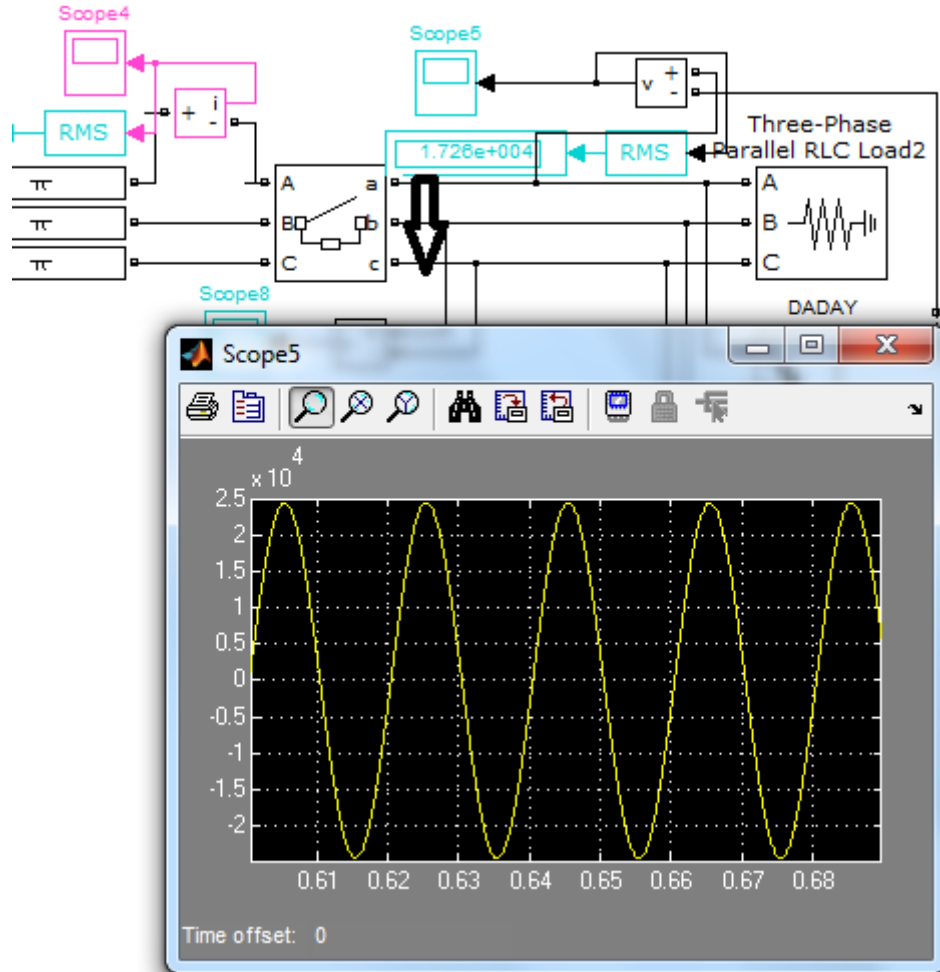 Scope4
Scope5
+ i -
v + -
RMS
1.726e+004
RMS
Three-Phase
Parallel RLC Load2
π
π
π
A a
B b
C c
A
B
C
Scope8
DADAY
Scope5
x 10
4
2.5
2
1.5
1
0.5
0
-0.5
-1
-1.5
-2
0.61 0.62 0.63 0.64 0.65 0.66 0.67 0.68
Time offset: 0